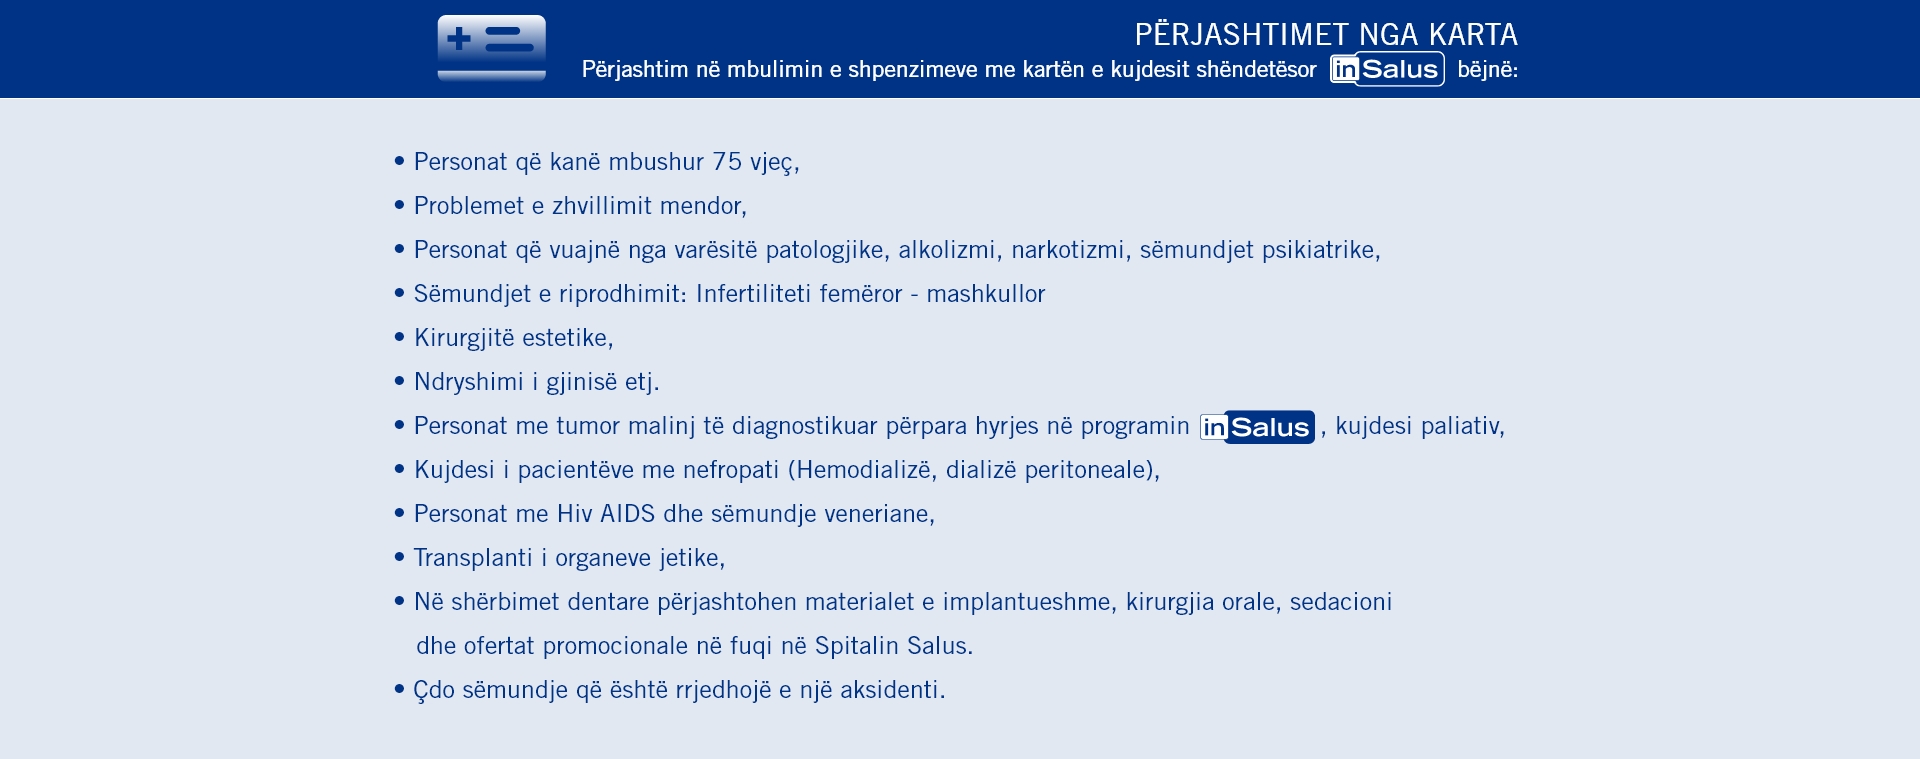 PËRJASHTIMET NGA KARTA
Përjashtim në mbulimin e shpenzimeve me kartën e kujdesit shëndetësor inSalus bëjnë:
• Personat që kanë mbushur 75 vjeç,
• Problemet e zhvillimit mendor,
• Personat që vuajnë nga varësitë patologjike, alkolizmi, narkotizmi, sëmundjet psikiatrike,
• Sëmundjet e riprodhimit: Infertiliteti femëror - mashkullor
• Kirurgjitë estetike,
• Ndryshimi i gjinisë etj.
• Personat me tumor malinj të diagnostikuar përpara hyrjes në programin inSalus , kujdesi paliativ,
• Kujdesi i pacientëve me nefropati (Hemodializë, dializë peritoneale),
• Personat me Hiv AIDS dhe sëmundje veneriane,
• Transplanti i organeve jetike,
• Në shërbimet dentare përjashtohen materialet e implantueshme, kirurgjia orale, sedacioni
dhe ofertat promocionale në fuqi në Spitalin Salus.
• Çdo sëmundje që është rrjedhojë e një aksidenti.